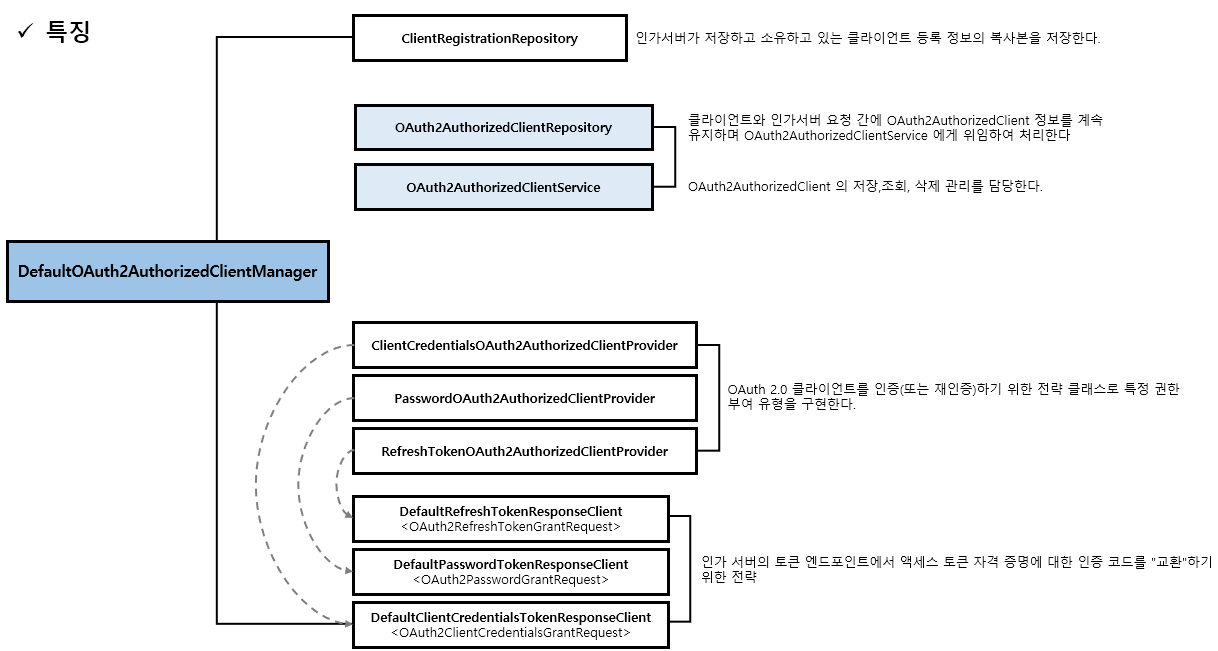 ✓ 특징
ClientRegistrationRepository
인가서버가 저장하고 소유하고 있는 클라이언트 등록 정보의 복사본을 저장한다.
OAuth2AuthorizedClientRepository
클라이언트와 인가서버 요청 간에 OAuth2AuthorizedClient 정보를 계속
유지하며 OAuth2AuthorizedClientService 에게 위임하여 처리한다
OAuth2AuthorizedClientService
OAuth2AuthorizedClient 의 저장,조회, 삭제 관리를 담당한다.
DefaultOAuth2AuthorizedClientManager
ClientCredentialsOAuth2AuthorizedClientProvider
PasswordOAuth2AuthorizedClientProvider
RefreshTokenOAuth2AuthorizedClientProvider
OAuth 2.0 클라이언트를 인증(또는 재인증)하기 위한 전략 클래스로 특정 권한
부여 유형을 구현한다.
DefaultRefreshTokenResponseClient
<OAuth2RefreshTokenGrantRequest>
DefaultPasswordTokenResponseClient
<OAuth2PasswordGrantRequest>
DefaultClientCredentialsTokenResponseClient
<OAuth2ClientCredentialsGrantRequest>
인가 서버의 토큰 엔드포인트에서 액세스 토큰 자격 증명에 대한 인증 코드를 "교환"하기
위한 전략